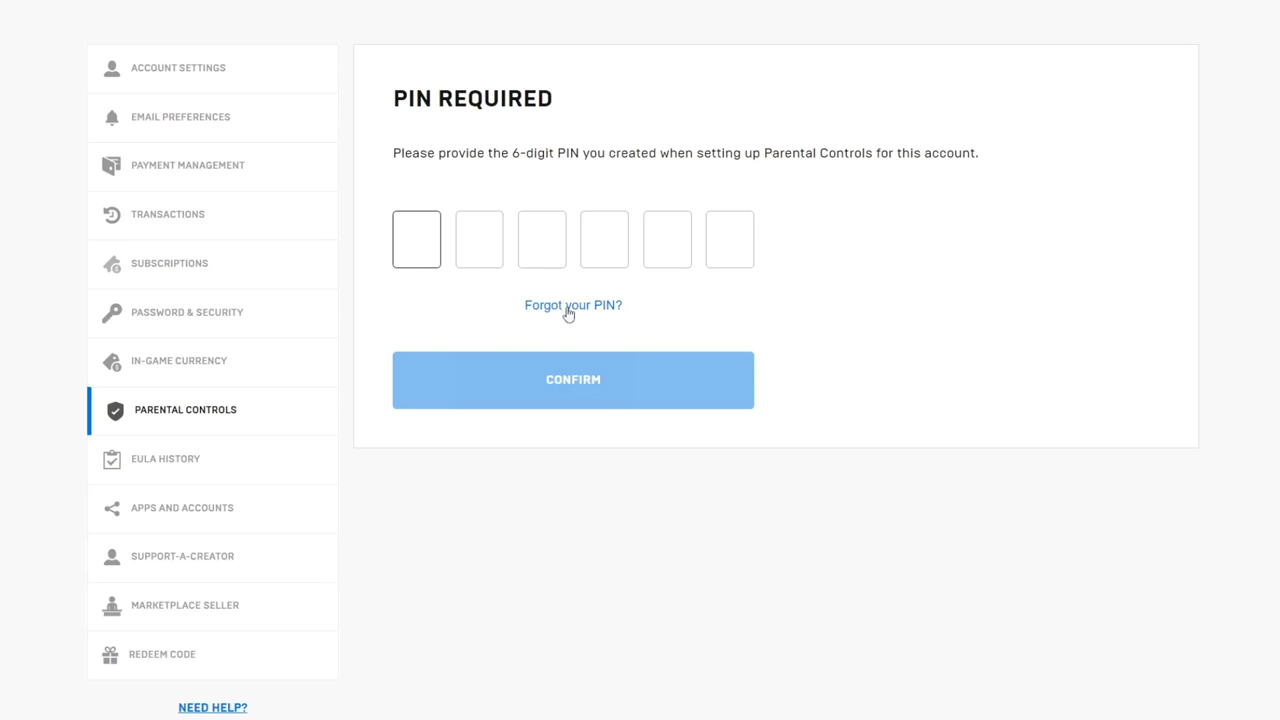 ACCOUNT SETTINGS
EMAIL PREFERENCES
PAYMENT MANAGEMENT
TRANSACTIONS
SUBSCRIPTIONS
PASSWORD & SECURITY
IN-GAME CURRENCY
PARENTAL CONTROLS
EULA HISTORY
APPS AND ACCOUNTS
SUPPORT-A-CREATOR
MARKETPLACE SELLER
REDEEM CODE
NEED HELP?
PIN REQUIRED
Please provide the 6-digit PIN you created when setting up Parental Controls for this account.
Forgot your PIN?
CONFIRM